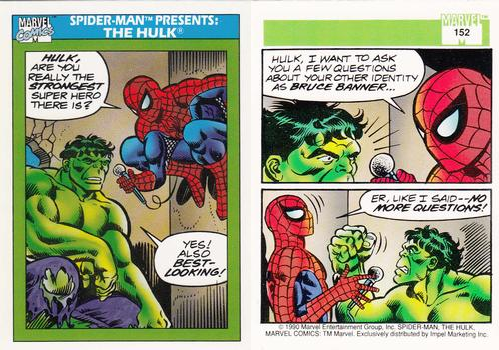 MARVEL
COMICS
SPIDER-MAN™ PRESENTS:
THE HULK®
HULK,
ARE YOU
REALLY THE
STRONGEST
SUPER HERO
THERE IS?
YES!
ALSO
BEST-
LOOKING!
MARVEL
152
HULK, I WANT TO ASK
YOU A FEW QUESTIONS
ABOUT YOUR OTHER IDENTITY
AS BRUCE BANNER...
ER, LIKE I SAID--NO
MORE QUESTIONS!
© 1990 Marvel Entertainment Group, Inc. SPIDER-MAN, THE HULK,
MARVEL COMICS: TM Marvel. Exclusively distributed by Impel Marketing Inc.